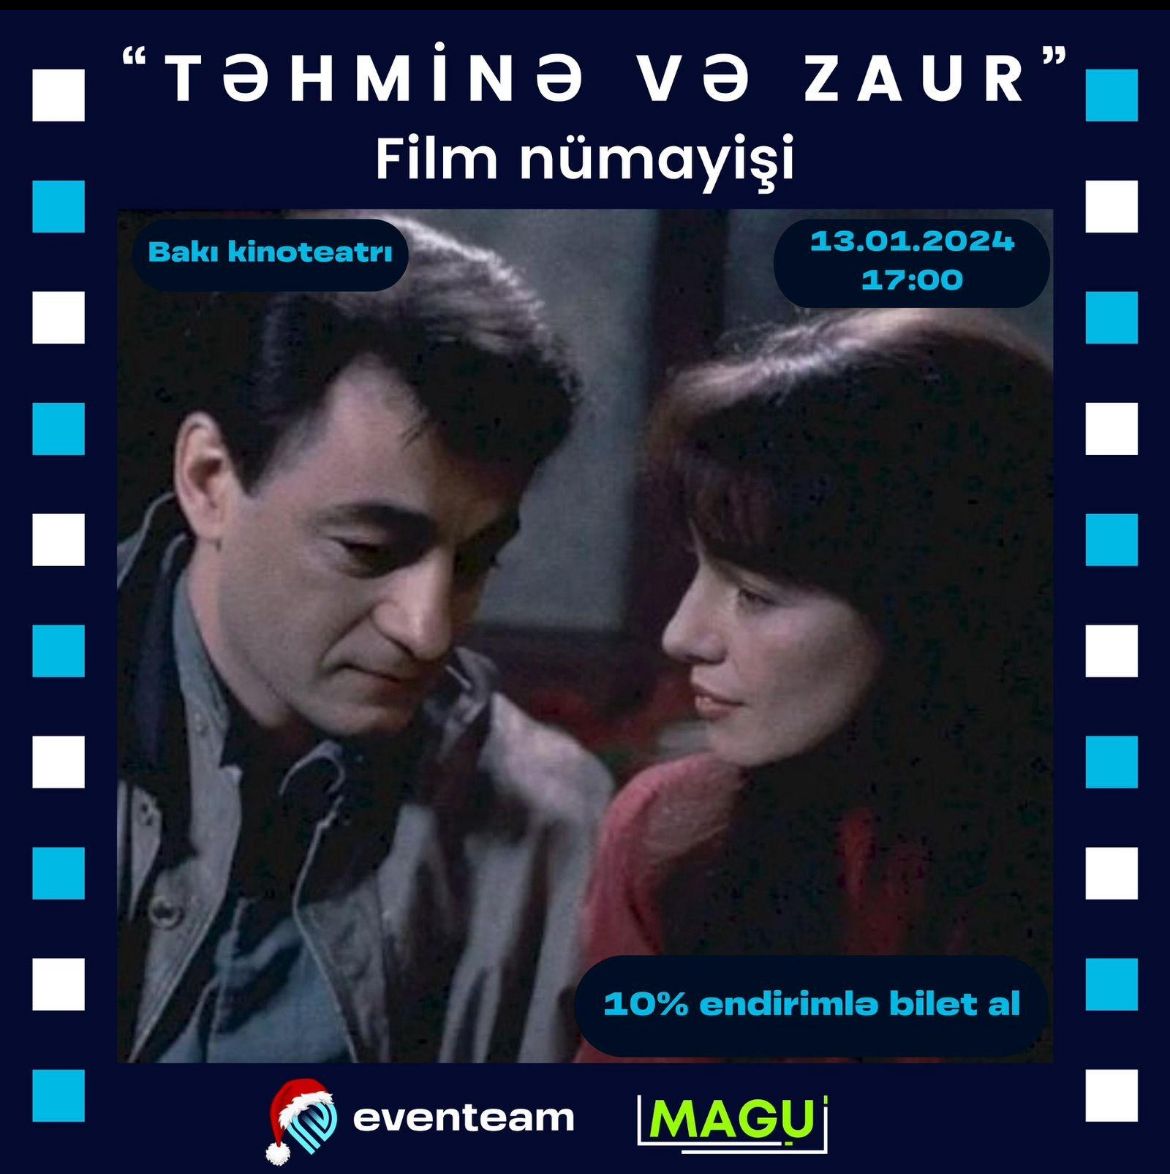 “TƏHMİNƏ VƏ ZAUR”
Film nümayişi
Bakı kinoteatrı
13.01.2024
17:00
10% endirimlə bilet al
eventeam
MAGU